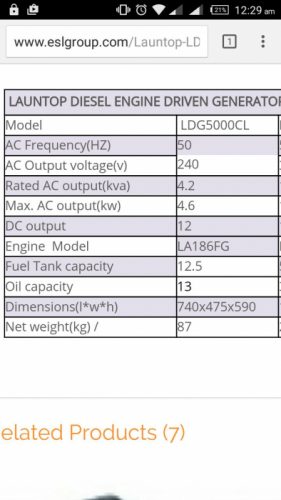 21% 12:29 am
www.eslgroup.com/Launtop-LD 1
LAUNTOP DIESEL ENGINE DRIVEN GENERATOR
Model LDG5000CL
AC Frequency(HZ) 50
AC Output voltage(v) 240
Rated AC output(kva) 4.2
Max. AC output(kw) 4.6
DC output 12
Engine Model LA186FG
Fuel Tank capacity 12.5
Oil capacity 13
Dimensions(l*w*h) 740x475x590
Net weight(kg) / 87
elated Products (7)